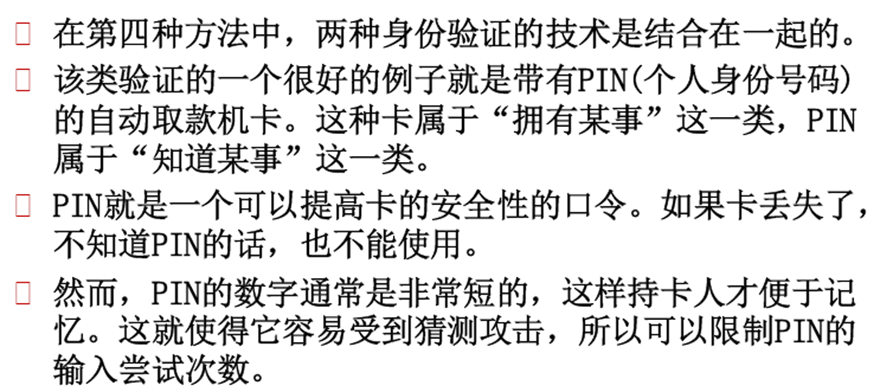 在第四种方法中，两种身份验证的技术是结合在一起的。
该类验证的一个很好的例子就是带有PIN(个人身份号码)
的自动取款机卡。这种卡属于“拥有某事”这一类，PIN
属于“知道某事”这一类。
PIN就是一个可以提高卡的安全性的口令。如果卡丢失了，
不知道PIN的话，也不能使用。
然而，PIN的数字通常是非常短的，这样持卡人才便于记
忆。这就使得它容易受到猜测攻击，所以可以限制PIN的
输入尝试次数。